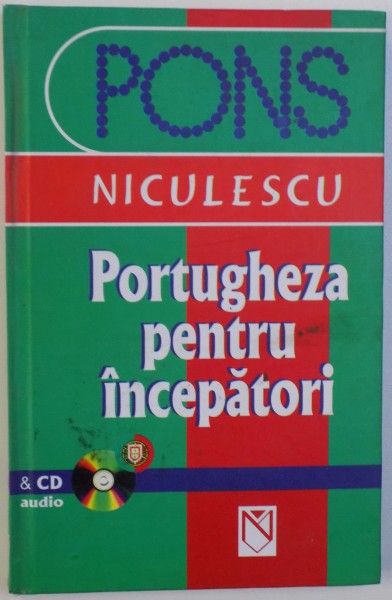 PONS
NICULESCU
Portugheza
pentru
începători
& CD
audio